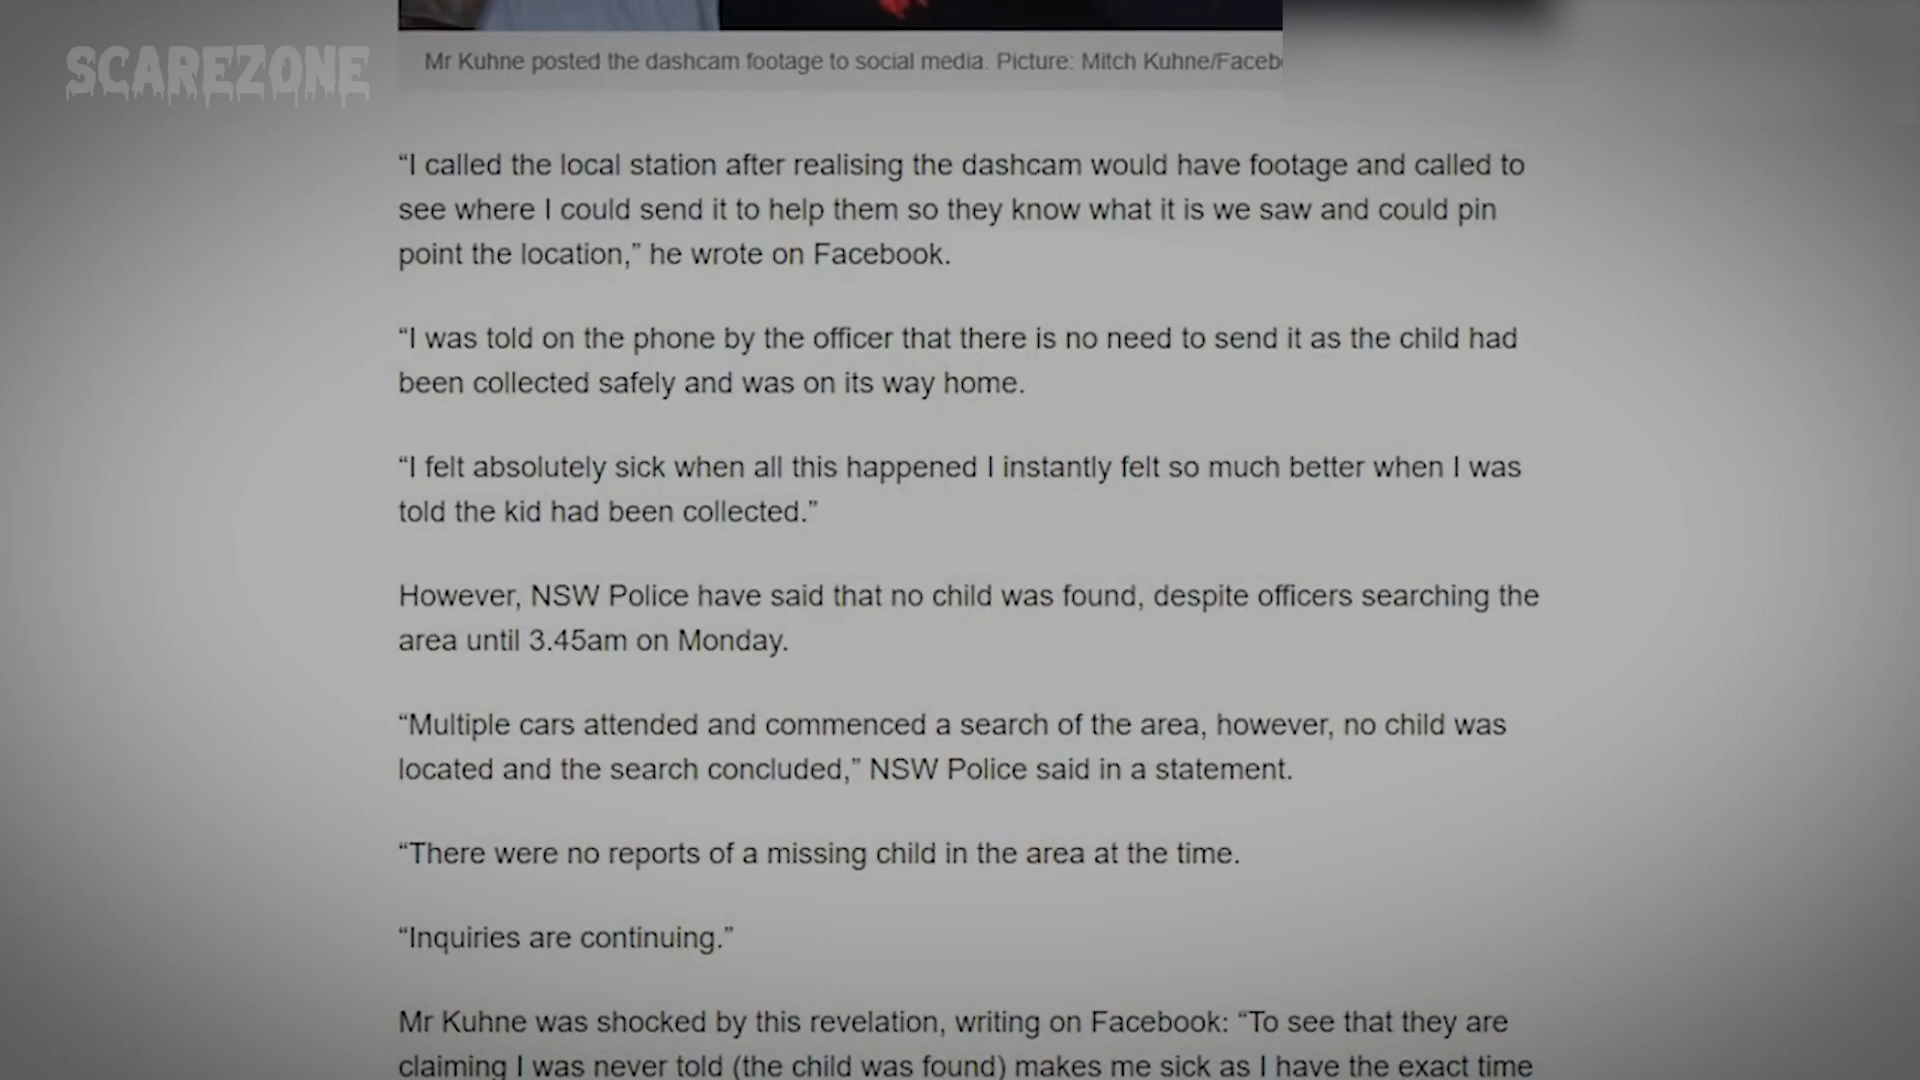 SCAREZONE
Mr Kuhne posted the dashcam footage to social media. Picture: Mitch Kuhne/Faceb
“I called the local station after realising the dashcam would have footage and called to
see where I could send it to help them so they know what it is we saw and could pin
point the location,” he wrote on Facebook.
“I was told on the phone by the officer that there is no need to send it as the child had
been collected safely and was on its way home.
“I felt absolutely sick when all this happened I instantly felt so much better when I was
told the kid had been collected.”
However, NSW Police have said that no child was found, despite officers searching the
area until 3.45am on Monday.
“Multiple cars attended and commenced a search of the area, however, no child was
located and the search concluded,” NSW Police said in a statement.
“There were no reports of a missing child in the area at the time.
“Inquiries are continuing.”
Mr Kuhne was shocked by this revelation, writing on Facebook: “To see that they are
claiming I was never told (the child was found) makes me sick as I have the exact time